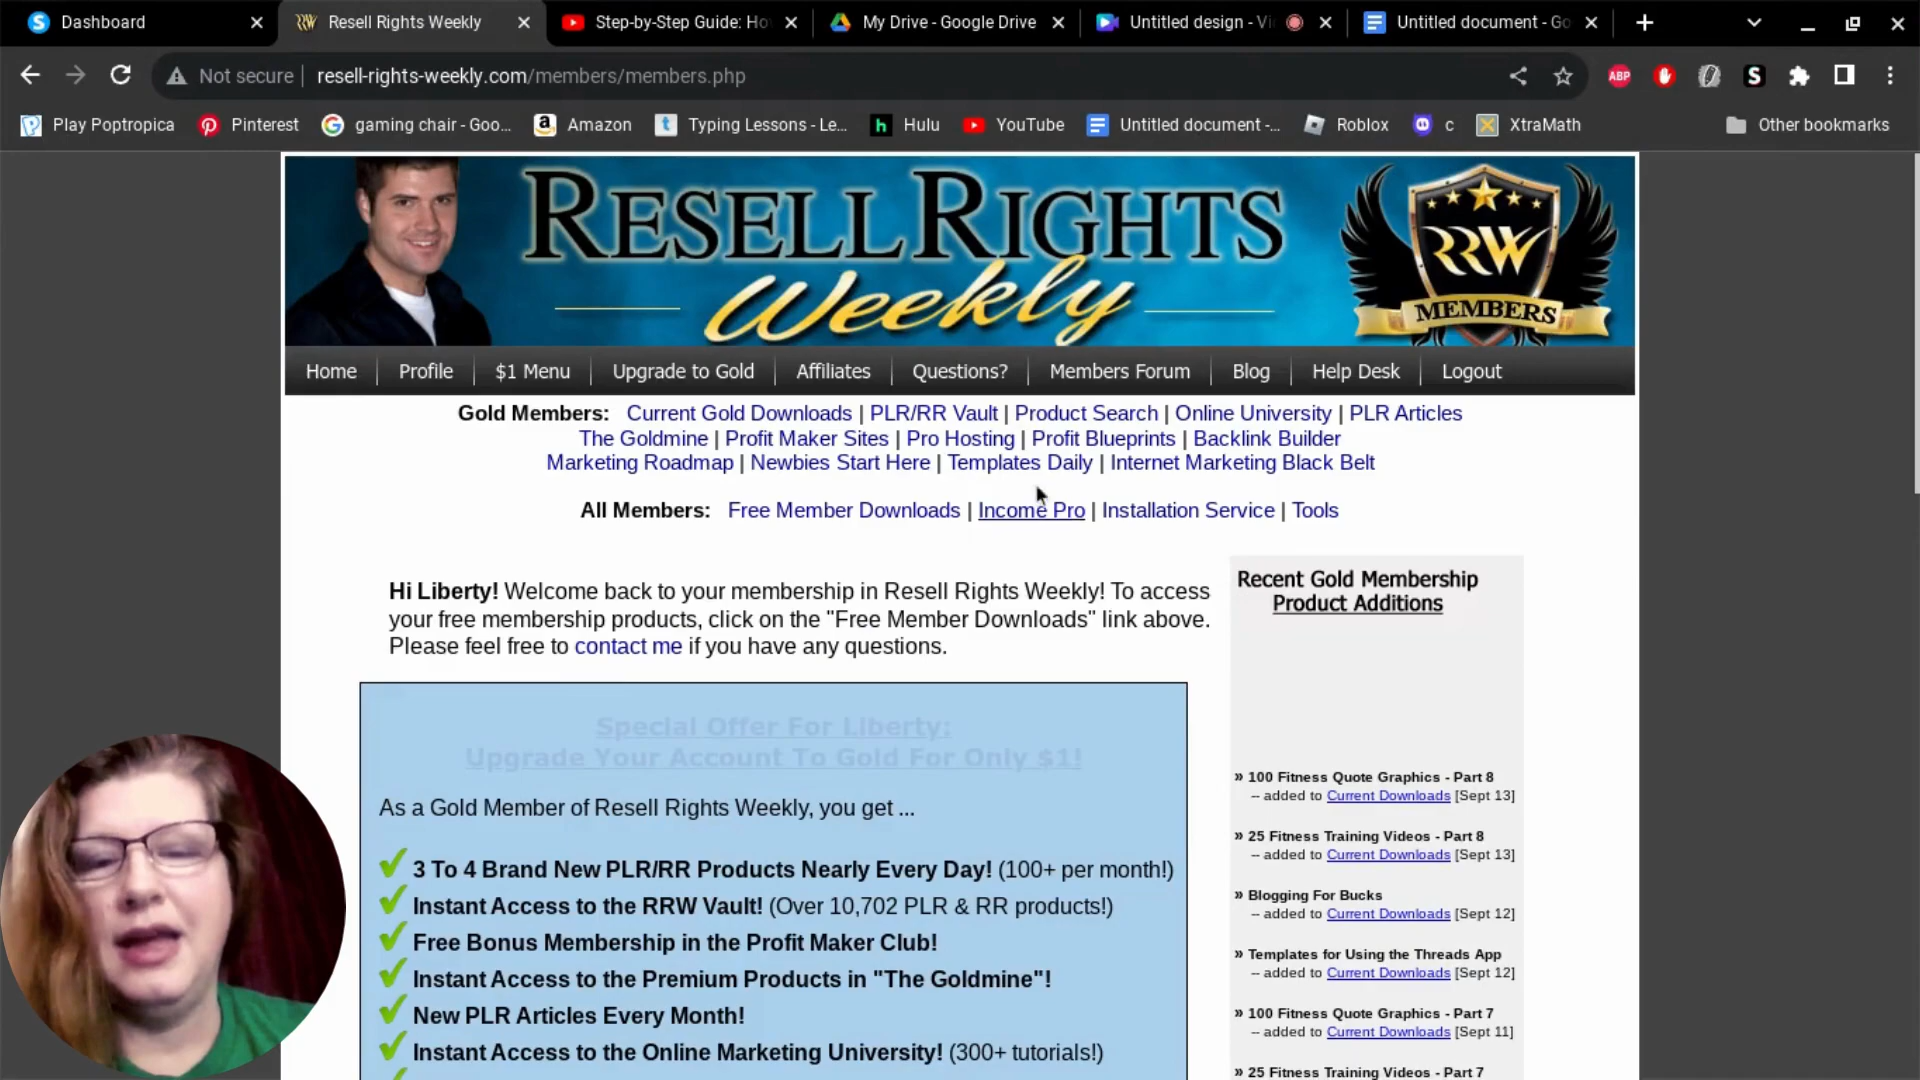 Dashboard
Resell Rights Weekly
Step-by-Step Guide: Ho
My Drive - Google Drive
Untitled design - Vi
Untitled document - Go
Not secure
resell-rights-weekly.com/members/members.php
ABP
S
Play Poptropica
Pinterest
gaming chair - Goo...
Amazon
Typing Lessons - Le...
Hulu
YouTube
Untitled document -...
Roblox
c
XtraMath
Other bookmarks
RESELL RIGHTS
Weekly
RRW
MEMBERS
Home
Profile
$1 Menu
Upgrade to Gold
Affiliates
Questions?
Members Forum
Blog
Help Desk
Logout
Gold Members: Current Gold Downloads | PLR/RR Vault | Product Search | Online University | PLR Articles
The Goldmine | Profit Maker Sites | Pro Hosting | Profit Blueprints | Backlink Builder
Marketing Roadmap | Newbies Start Here | Templates Daily | Internet Marketing Black Belt
All Members: Free Member Downloads | Income Pro | Installation Service | Tools
Hi Liberty! Welcome back to your membership in Resell Rights Weekly! To access
your free membership products, click on the "Free Member Downloads" link above.
Please feel free to contact me if you have any questions.
Special Offer For Liberty:
Upgrade Your Account To Gold For Only $1!
As a Gold Member of Resell Rights Weekly, you get ...
3 To 4 Brand New PLR/RR Products Nearly Every Day! (100+ per month!)
Instant Access to the RRW Vault! (Over 10,702 PLR & RR products!)
Free Bonus Membership in the Profit Maker Club!
Instant Access to the Premium Products in "The Goldmine"!
New PLR Articles Every Month!
Instant Access to the Online Marketing University! (300+ tutorials!)
Recent Gold Membership
Product Additions
» 100 Fitness Quote Graphics - Part 8
-- added to Current Downloads [Sept 13]
» 25 Fitness Training Videos - Part 8
-- added to Current Downloads [Sept 13]
» Blogging For Bucks
-- added to Current Downloads [Sept 12]
» Templates for Using the Threads App
-- added to Current Downloads [Sept 12]
» 100 Fitness Quote Graphics - Part 7
-- added to Current Downloads [Sept 11]
» 25 Fitness Training Videos - Part 7